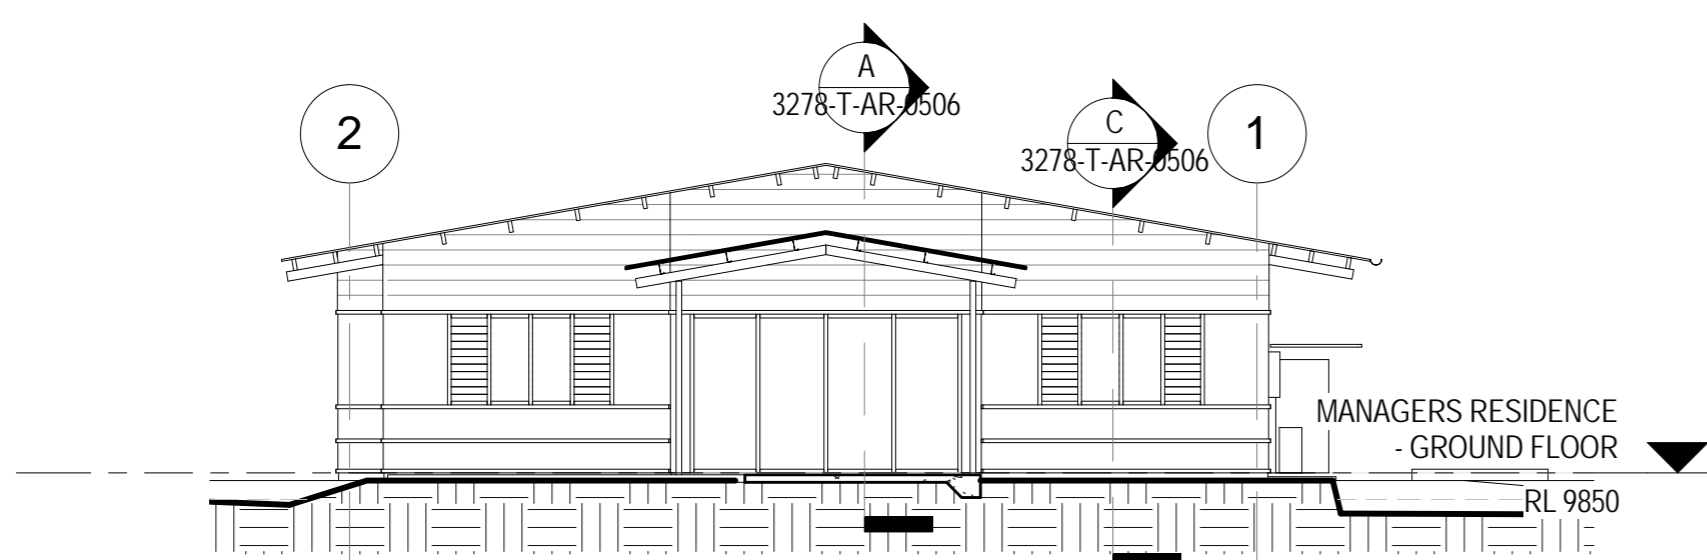 A
3278-T-AR-0506
2
C
3278-T-AR-0506
1
MANAGERS RESIDENCE
- GROUND FLOOR
RL 9850